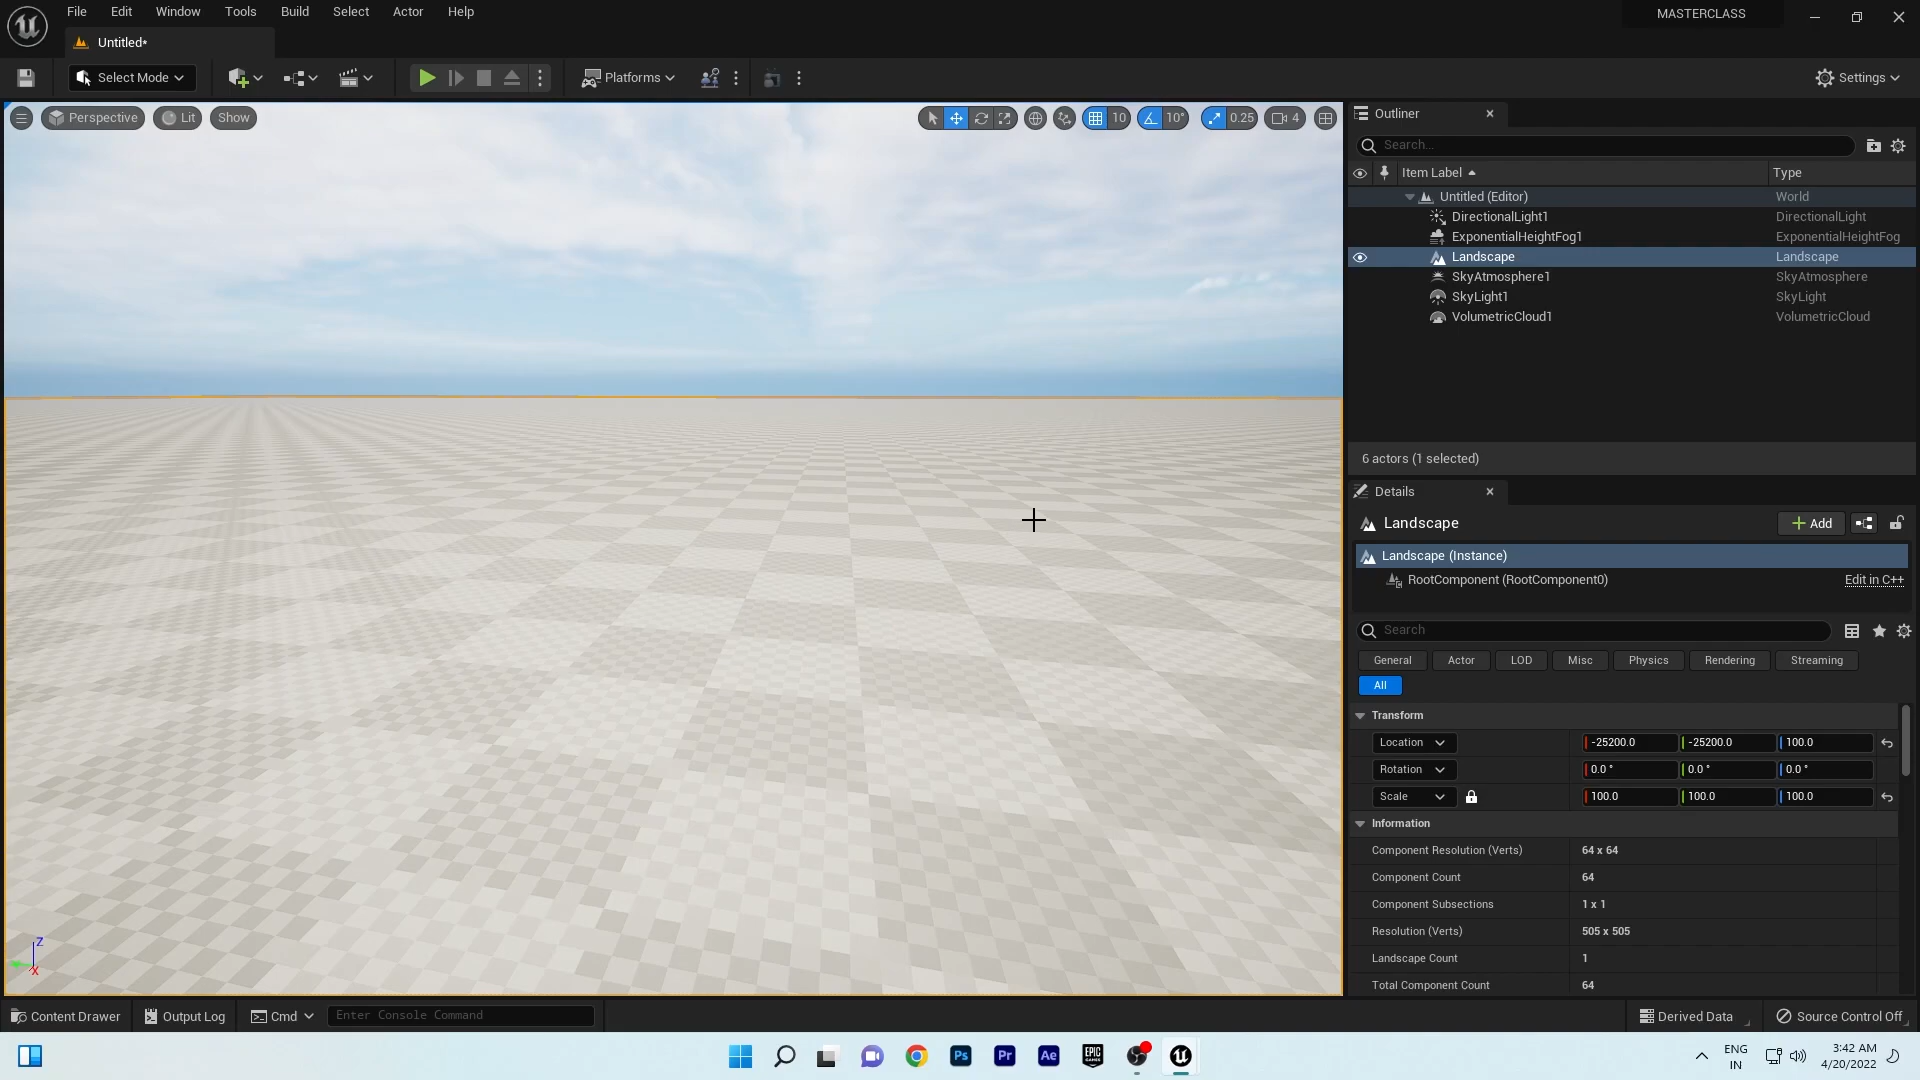 File Edit Window Tools Build Select Actor Help
MASTERCLASS
Untitled*
Select Mode
Platforms
Settings
Perspective Lit Show
10 10° 0.25 4
Outliner
Search...
Item Label Type
Untitled (Editor) World
DirectionalLight1 DirectionalLight
ExponentialHeightFog1 ExponentialHeightFog
Landscape Landscape
SkyAtmosphere1 SkyAtmosphere
SkyLight1 SkyLight
VolumetricCloud1 VolumetricCloud
6 actors (1 selected)
Details
Landscape
Add
Landscape (Instance)
RootComponent (RootComponent0) Edit in C++
Search
General Actor LOD Misc Physics Rendering Streaming
All
Transform
Location -25200.0 -25200.0 100.0
Rotation 0.0 ° 0.0 ° 0.0 °
Scale 100.0 100.0 100.0
Information
Component Resolution (Verts) 64 x 64
Component Count 64
Component Subsections 1 x 1
Resolution (Verts) 505 x 505
Landscape Count 1
Total Component Count 64
Z
X
Content Drawer Output Log Cmd Enter Console Command Derived Data Source Control Off
Ps Pr Ae EPIC GAMES
ENG
IN
3:42 AM
4/20/2022